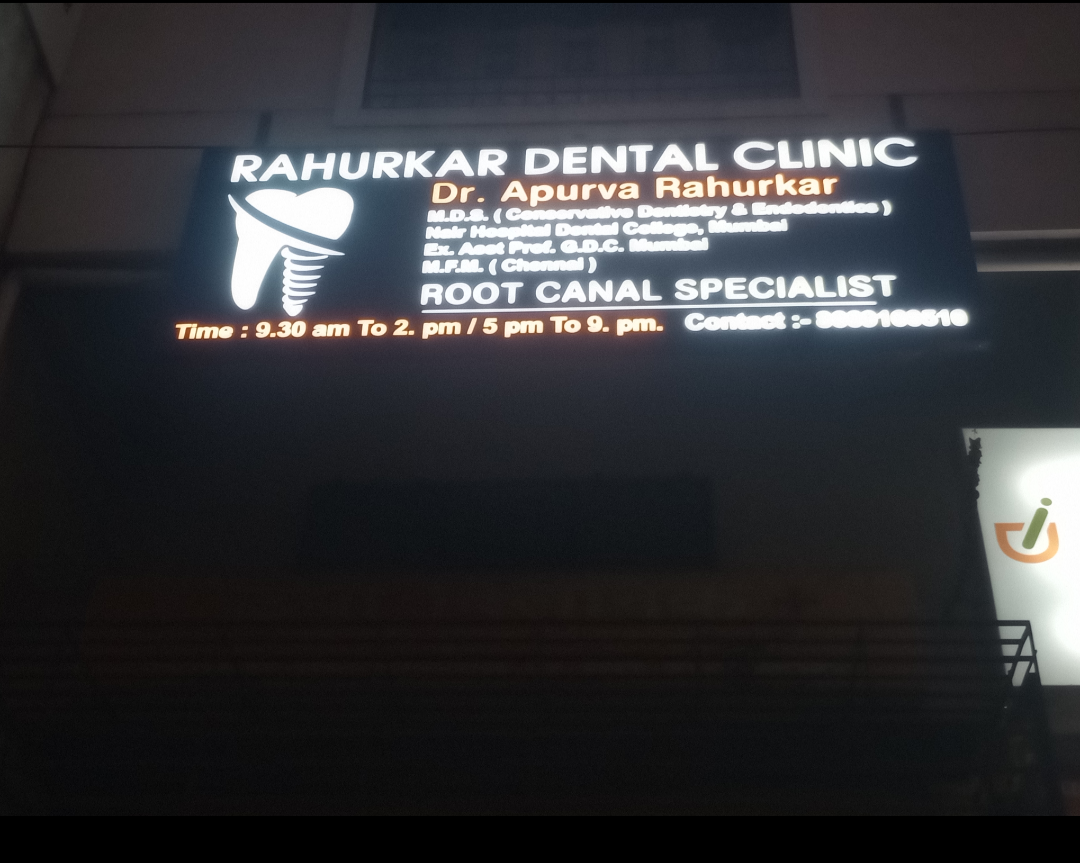 RAHURKAR DENTAL CLINIC
Dr. Apurva Rahurkar
M.D.S. ( Conservative Dentistry & Endodontics )
Nair Hospital Dental College, Mumbai
Ex. Asst Prof. G.D.C. Mumbai
M.F.M. ( Chennai )
ROOT CANAL SPECIALIST
Time : 9.30 am To 2. pm / 5 pm To 9. pm. Contact :-